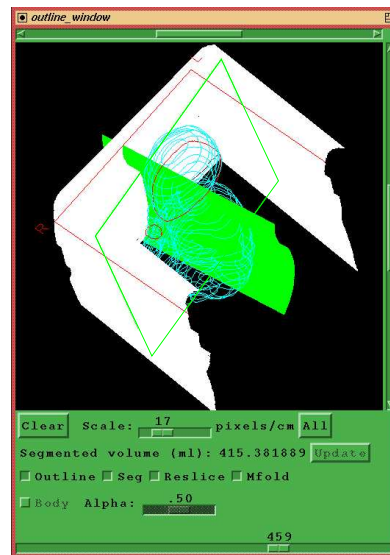 outline_window
L
R
Clear Scale: 17 pixels/cm All
Segmented volume (ml): 415.381889 Update
Outline Seg Reslice Mfold
Body Alpha: .50
459